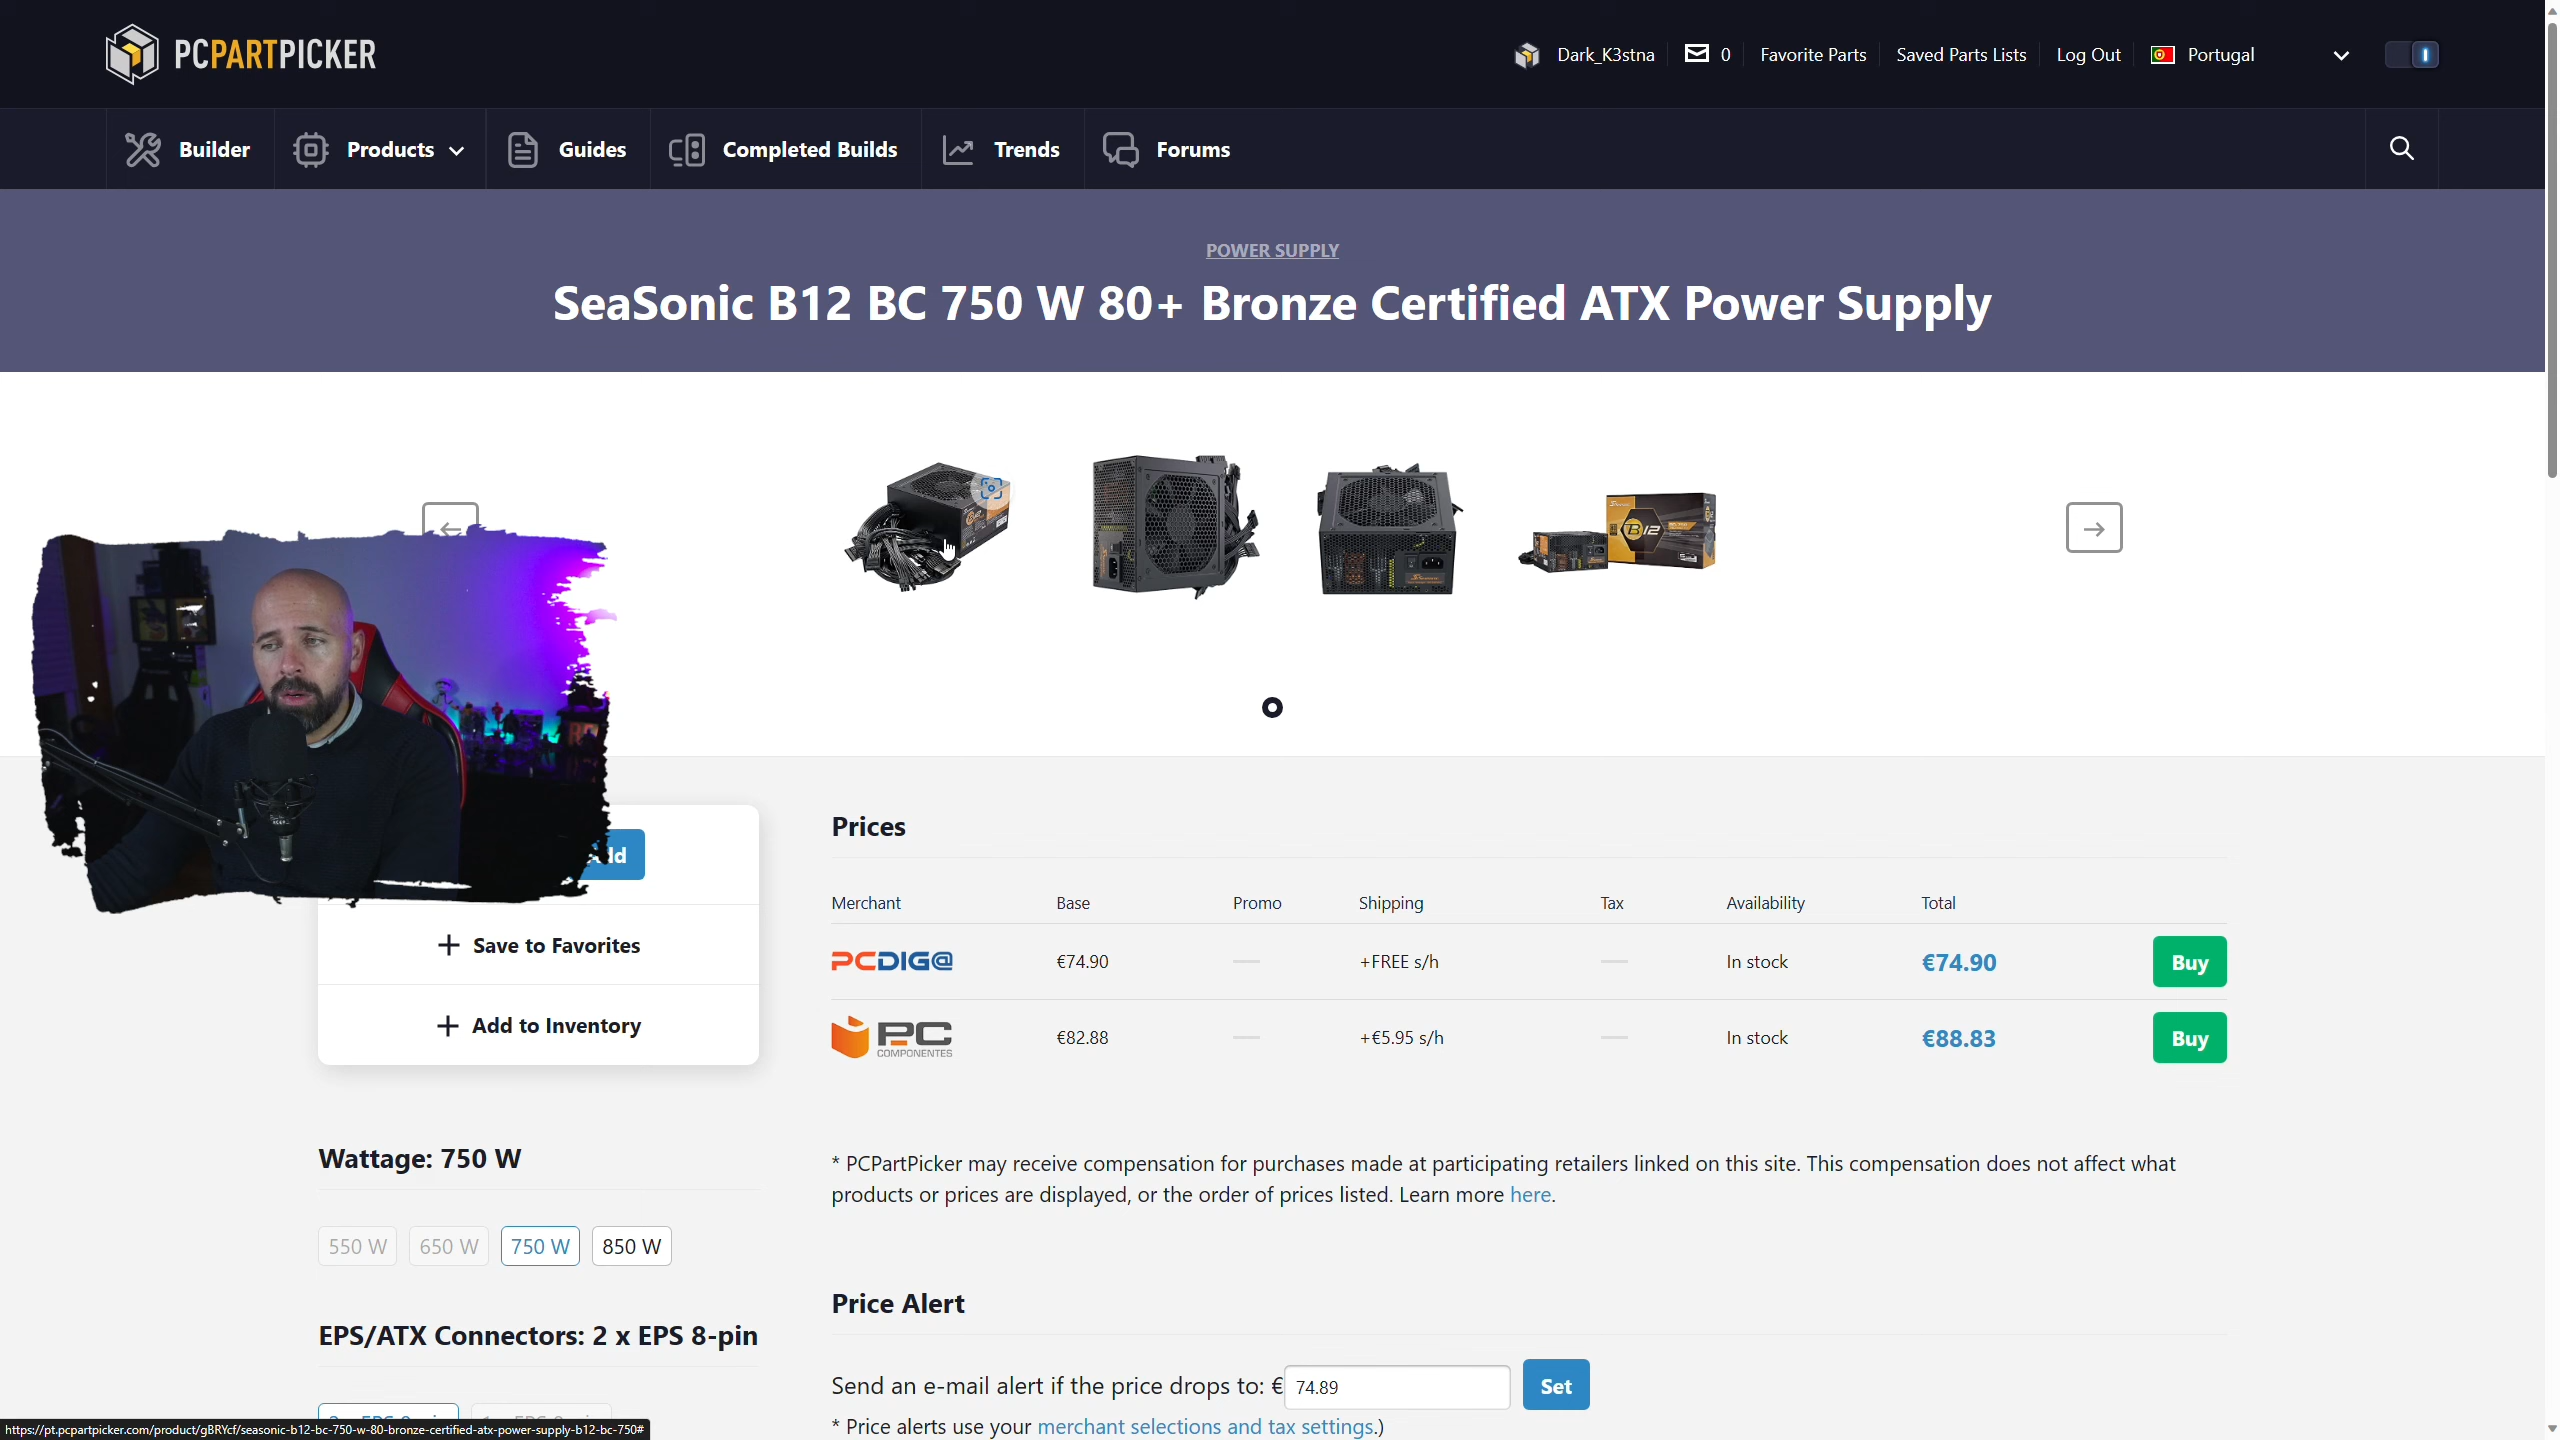 PCPARTPICKER
Dark_K3stna 0 Favorite Parts Saved Parts Lists Log Out Portugal
Builder Products Guides Completed Builds Trends Forums
POWER SUPPLY
SeaSonic B12 BC 750 W 80+ Bronze Certified ATX Power Supply
B12
Prices
Merchant Base Promo Shipping Tax Availability Total
PCDIG@ €74.90 — +FREE s/h — In stock €74.90 Buy
PC COMPONENTES €82.88 — +€5.95 s/h — In stock €88.83 Buy
+ Save to Favorites
+ Add to Inventory
* PCPartPicker may receive compensation for purchases made at participating retailers linked on this site. This compensation does not affect what
products or prices are displayed, or the order of prices listed. Learn more here.
Wattage: 750 W
550 W 650 W 750 W 850 W
EPS/ATX Connectors: 2 x EPS 8-pin
Price Alert
Send an e-mail alert if the price drops to: € 74.89 Set
* Price alerts use your merchant selections and tax settings.)
https://pt.pcpartpicker.com/product/gBRYcf/seasonic-b12-bc-750-w-80-bronze-certified-atx-power-supply-b12-bc-750#